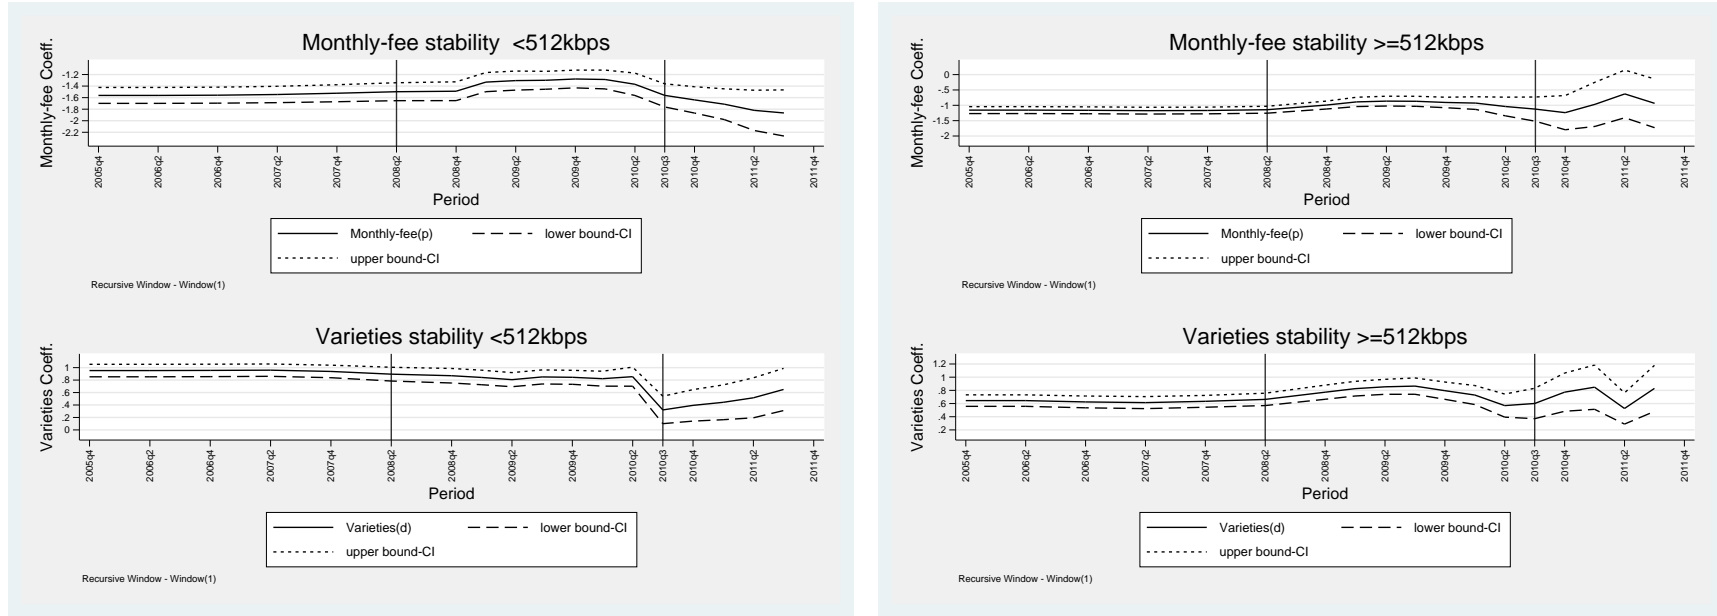 Monthly-fee stability <512kbps
Monthly-fee Coeff.
-1.2
-1.4
-1.6
-1.8
-2
-2.2
2005q4
2006q2
2006q4
2007q2
2007q4
2008q2
2008q4
2009q2
2009q4
2010q2
2010q3
2010q4
2011q2
2011q4
Period
Monthly-fee(p)
lower bound-CI
upper bound-CI
Recursive Window - Window(1)
Monthly-fee stability >=512kbps
Monthly-fee Coeff.
0
-.5
-1
-1.5
-2
2005q4
2006q2
2006q4
2007q2
2007q4
2008q2
2008q4
2009q2
2009q4
2010q2
2010q3
2010q4
2011q2
2011q4
Period
Monthly-fee(p)
lower bound-CI
upper bound-CI
Recursive Window - Window(1)
Varieties stability <512kbps
Varieties Coeff.
1
.8
.6
.4
.2
0
2005q4
2006q2
2006q4
2007q2
2007q4
2008q2
2008q4
2009q2
2009q4
2010q2
2010q3
2010q4
2011q2
2011q4
Period
Varieties(d)
lower bound-CI
upper bound-CI
Recursive Window - Window(1)
Varieties stability >=512kbps
Varieties Coeff.
1.2
1
.8
.6
.4
.2
2005q4
2006q2
2006q4
2007q2
2007q4
2008q2
2008q4
2009q2
2009q4
2010q2
2010q3
2010q4
2011q2
2011q4
Period
Varieties(d)
lower bound-CI
upper bound-CI
Recursive Window - Window(1)